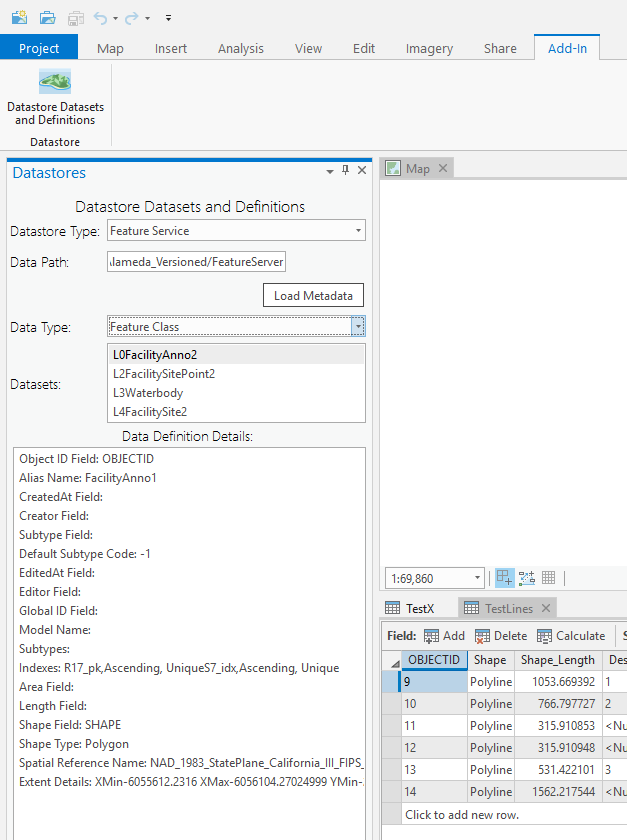 Project Map Insert Analysis View Edit Imagery Share Add-In
Datastore Datasets
and Definitions
Datastore
Datastores
Datastore Datasets and Definitions
Datastore Type: Feature Service
Data Path: lameda_Versioned/FeatureServer
Load Metadata
Data Type: Feature Class
Datasets:
L0FacilityAnno2
L2FacilitySitePoint2
L3Waterbody
L4FacilitySite2
Data Definition Details:
Object ID Field: OBJECTID
Alias Name: FacilityAnno1
CreatedAt Field:
Creator Field:
Subtype Field:
Default Subtype Code: -1
EditedAt Field:
Editor Field:
Global ID Field:
Model Name:
Subtypes:
Indexes: R17_pk,Ascending, UniqueS7_idx,Ascending, Unique
Area Field:
Length Field:
Shape Field: SHAPE
Shape Type: Polygon
Spatial Reference Name: NAD_1983_StatePlane_California_III_FIPS_
Extent Details: XMin-6055612.2316 XMax-6056104.27024999 YMin-
Map
1:69,860
TestX TestLines
Field: Add Delete Calculate S
OBJECTID Shape Shape_Length Des
9 Polyline 1053.669392 1
10 Polyline 766.797727 2
11 Polyline 315.910853 <Nu
12 Polyline 315.910948 <Nu
13 Polyline 531.422101 3
14 Polyline 1562.217544 <Nu
Click to add new row.